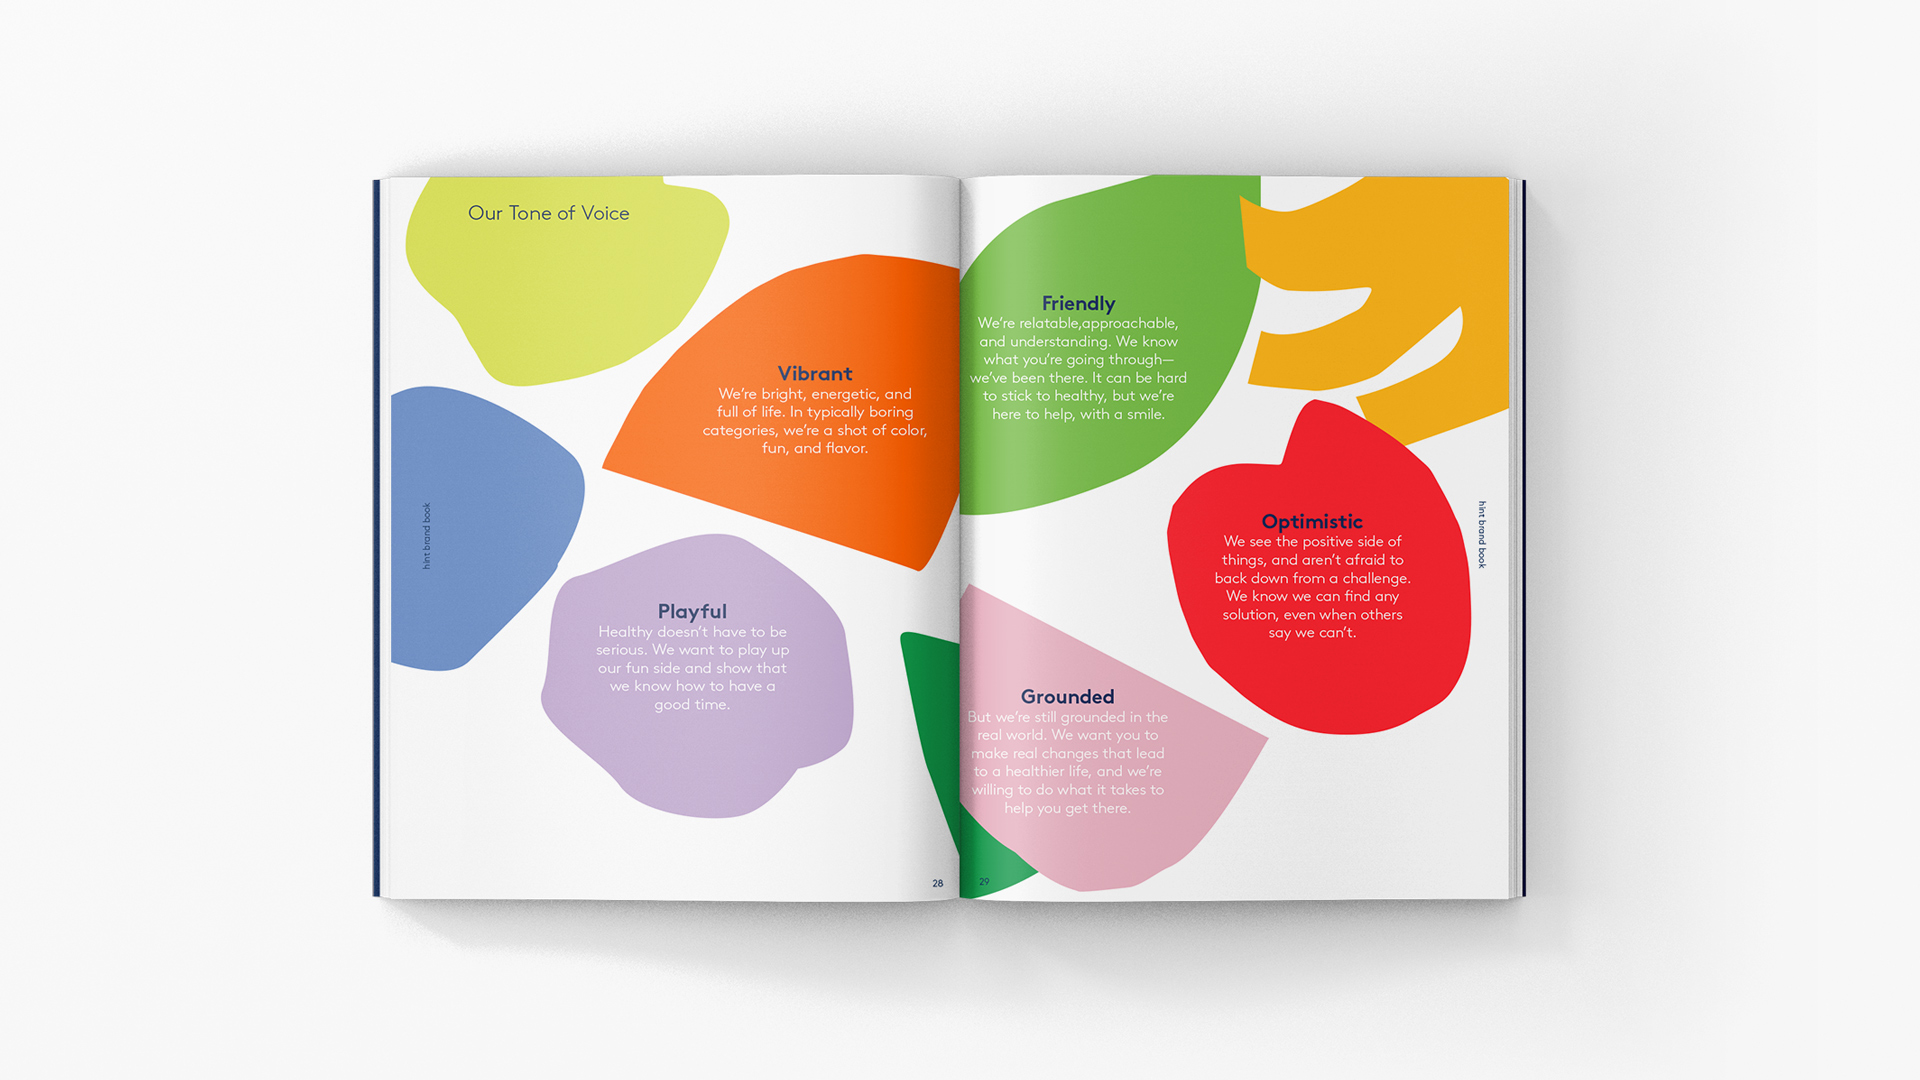 Our Tone of Voice
Vibrant
We're bright, energetic, and
full of life. In typically boring
categories, we're a shot of color,
fun, and flavor.
hint brand book
Playful
Healthy doesn't have to be
serious. We want to play up
our fun side and show that
we know how to have a
good time.
28
Friendly
We're relatable,approachable,
and understanding. We know
what you're going through—
we've been there. It can be hard
to stick to healthy, but we're
here to help, with a smile.
Optimistic
We see the positive side of
things, and aren't afraid to
back down from a challenge.
We know we can find any
solution, even when others
say we can't.
hint brand book
Grounded
But we're still grounded in the
real world. We want you to
make real changes that lead
to a healthier life, and we're
willing to do what it takes to
help you get there.
29